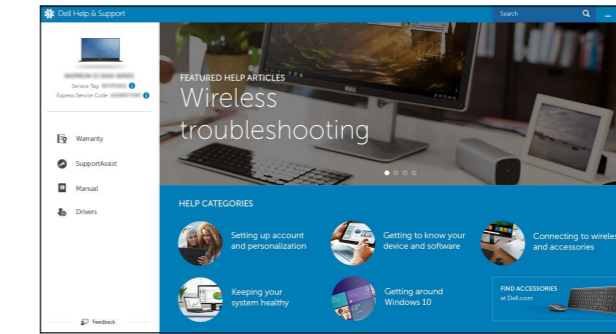 Dell Help & Support
Search
Service Tag:
Express Service Code:
Warranty
SupportAssist
Manual
Drivers
Feedback
FEATURED HELP ARTICLES
Wireless
troubleshooting
HELP CATEGORIES
Setting up account
and personalization
Getting to know your
device and software
Connecting to wireles
and accessories
Keeping your
system healthy
Getting around
Windows 10
FIND ACCESSORIES
at Dell.com